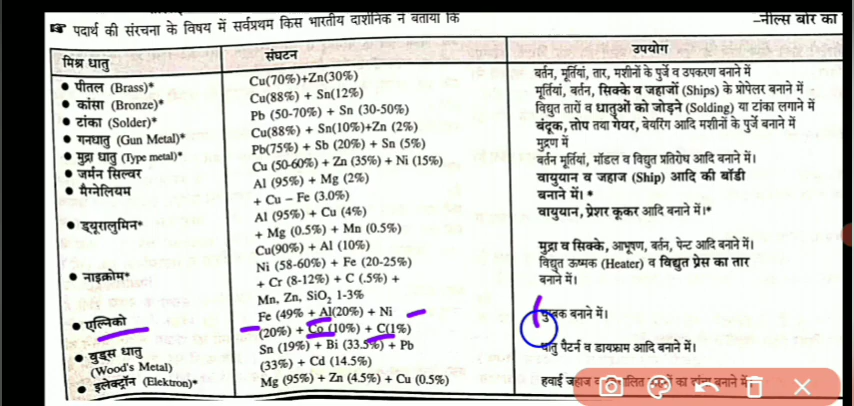 ☞ पदार्थ की संरचना के विषय में सर्वप्रथम किस भारतीय दार्शनिक ने बताया कि –नील्स बोर का
मिश्र धातु संघटन उपयोग
• पीतल (Brass)* Cu(70%)+Zn(30%) बर्तन, मूर्तियां, तार, मशीनों के पुर्जे व उपकरण बनाने में
• कांसा (Bronze)* Cu(88%) + Sn(12%) मूर्तियां, बर्तन, सिक्के व जहाजों (Ships) के प्रोपेलर बनाने में
• टांका (Solder)* Pb (50-70%) + Sn (30-50%) विद्युत तारों व धातुओं को जोड़ने (Solding) या टांका लगाने में
• गनधातु (Gun Metal)* Cu(88%) + Sn(10%)+Zn (2%) बंदूक, तोप तथा गेयर, बेयरिंग आदि मशीनों के पुर्जे बनाने में
• मुद्रा धातु (Type metal)* Pb(75%) + Sb (20%) + Sn (5%) मुद्रण में
• जर्मन सिल्वर Cu (50-60%) + Zn (35%) + Ni (15%) बर्तन मूर्तियां, मॉडल व विद्युत प्रतिरोध आदि बनाने में।
• मैग्नेलियम Al (95%) + Mg (2%) वायुयान व जहाज (Ship) आदि की बॉडी
+ Cu – Fe (3.0%) बनाने में। *
• ड्यूरालुमिन* Al (95%) + Cu (4%) वायुयान, प्रेशर कूकर आदि बनाने में।*
+ Mg (0.5%) + Mn (0.5%)
Cu(90%) + Al (10%) मुद्रा व सिक्के, आभूषण, बर्तन, पेन्ट आदि बनाने में।
• नाइक्रोम* Ni (58-60%) + Fe (20-25%) विद्युत ऊष्मक (Heater) व विद्युत प्रेस का तार
+ Cr (8-12%) + C (.5%) + बनाने में।
Mn, Zn, SiO₂ 1-3%
• एल्निको Fe (49% + Al(20%) + Ni चुम्बक बनाने में।
(20%) + Co (10%) + C(1%)
• वुड्स धातु Sn (19%) + Bi (33.5%) + Pb धातु पैटर्न व डायफ्राम आदि बनाने में।
(Wood's Metal) (33%) + Cd (14.5%)
• इलेक्ट्रॉन (Elektron)* Mg (95%) + Zn (4.5%) + Cu (0.5%) हवाई जहाज का बनाने में